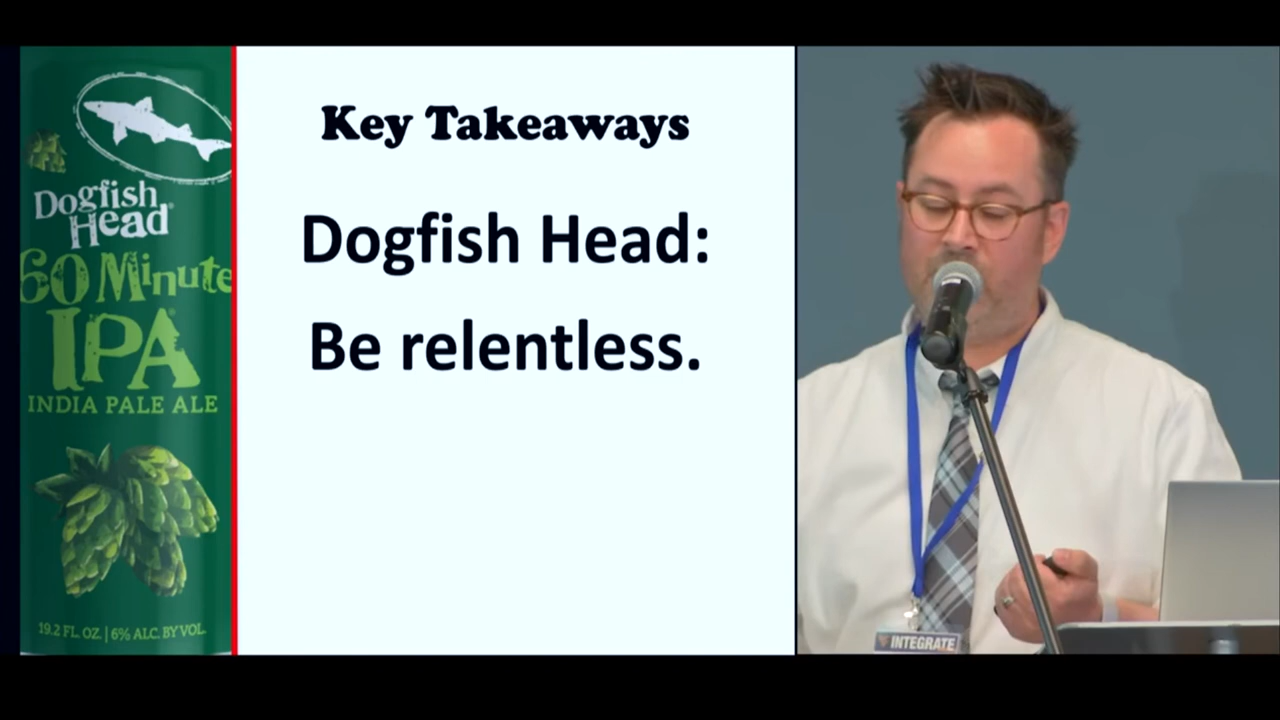 Dogfish
Head
60 Minute
IPA
INDIA PALE ALE
19.2 FL. OZ. | 6% ALC. BY VOL.
Key Takeaways
Dogfish Head:
Be relentless.
INTEGRATE